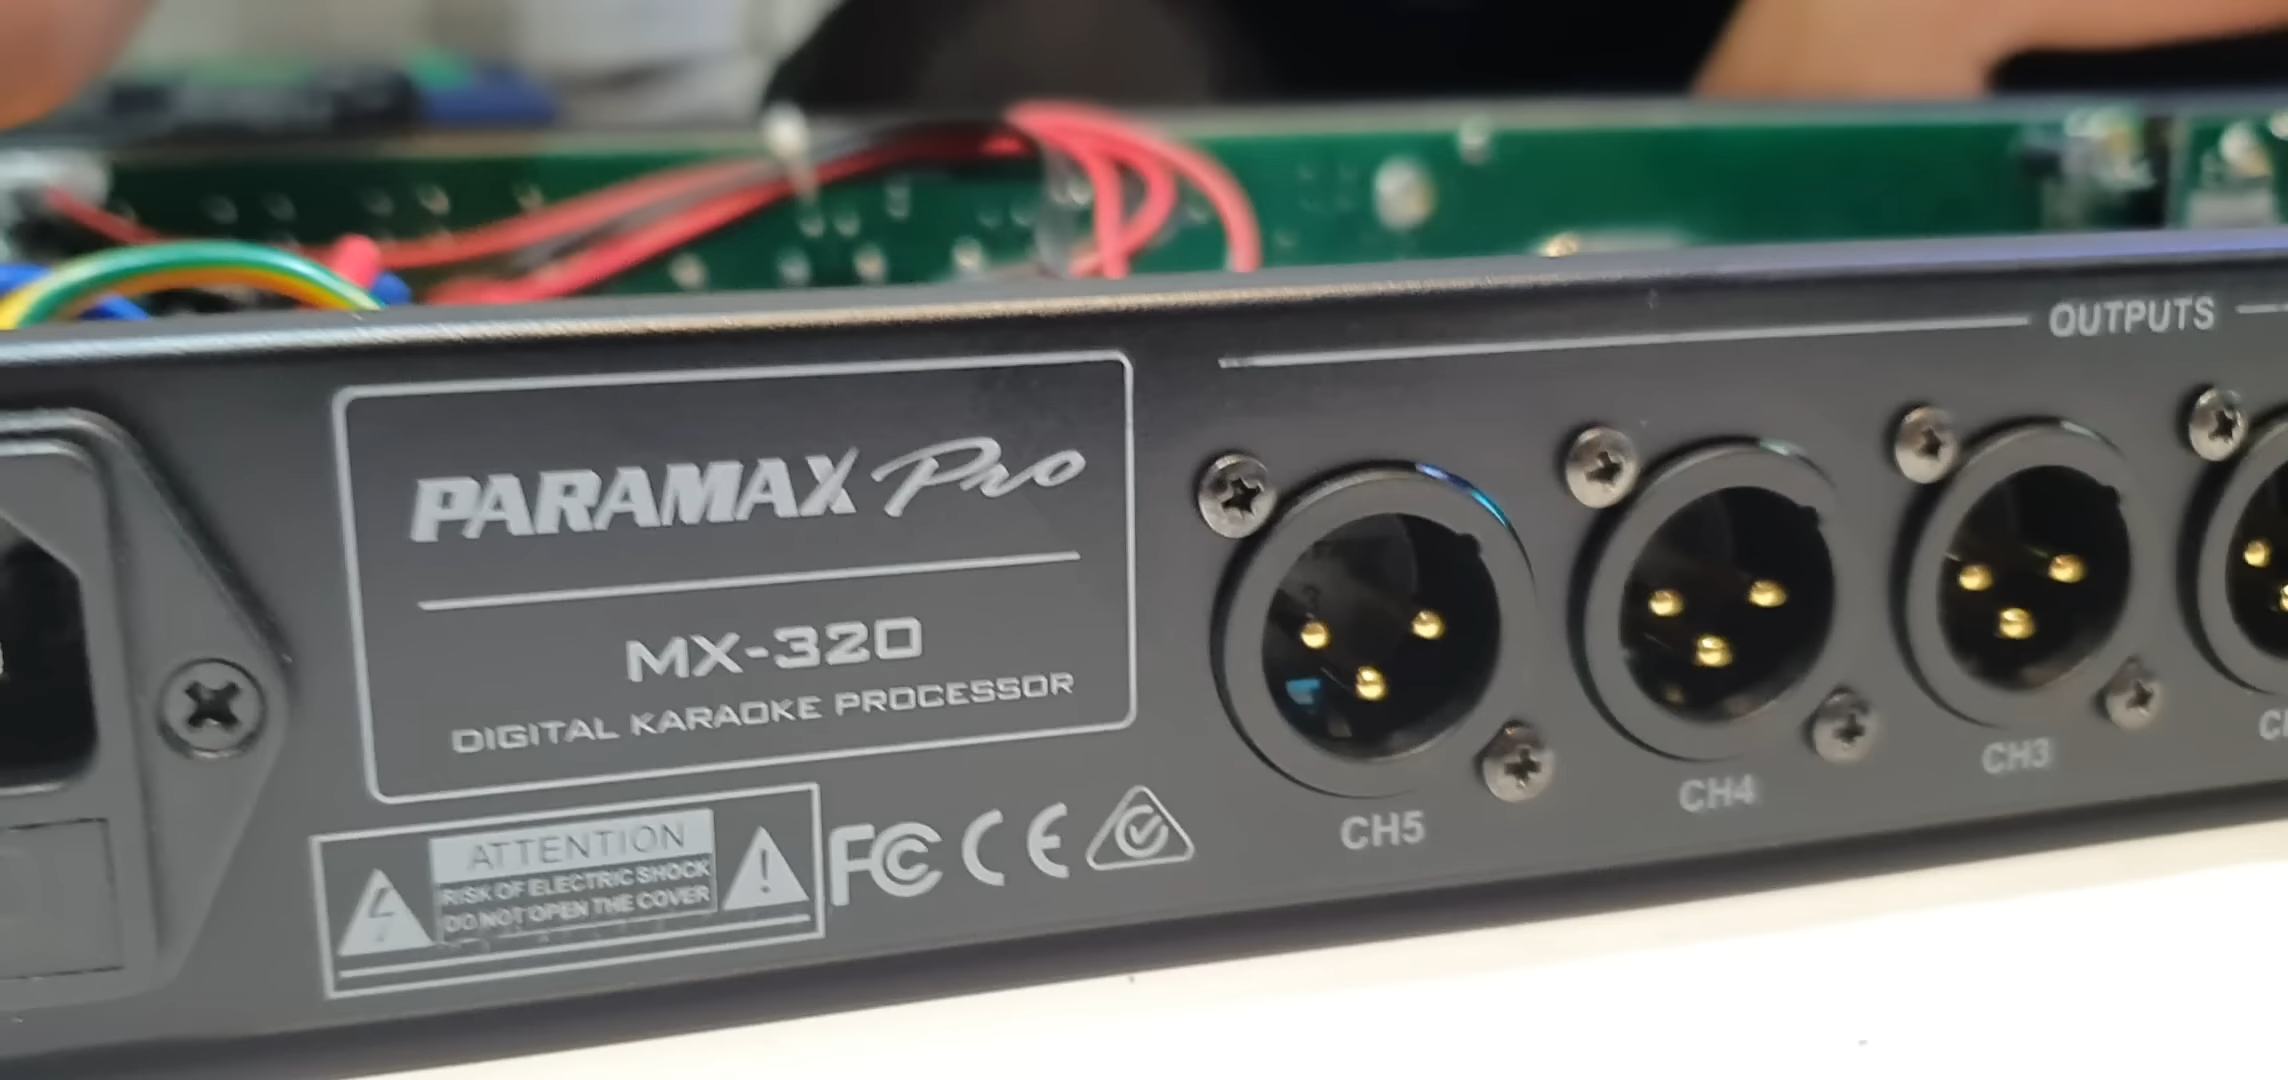 OUTPUTS
PARAMAX Pro
MX-320
DIGITAL KARAOKE PROCESSOR
ATTENTION
RISK OF ELECTRIC SHOCK
DO NOT OPEN THE COVER
FC CE
CH5
CH4
CH3